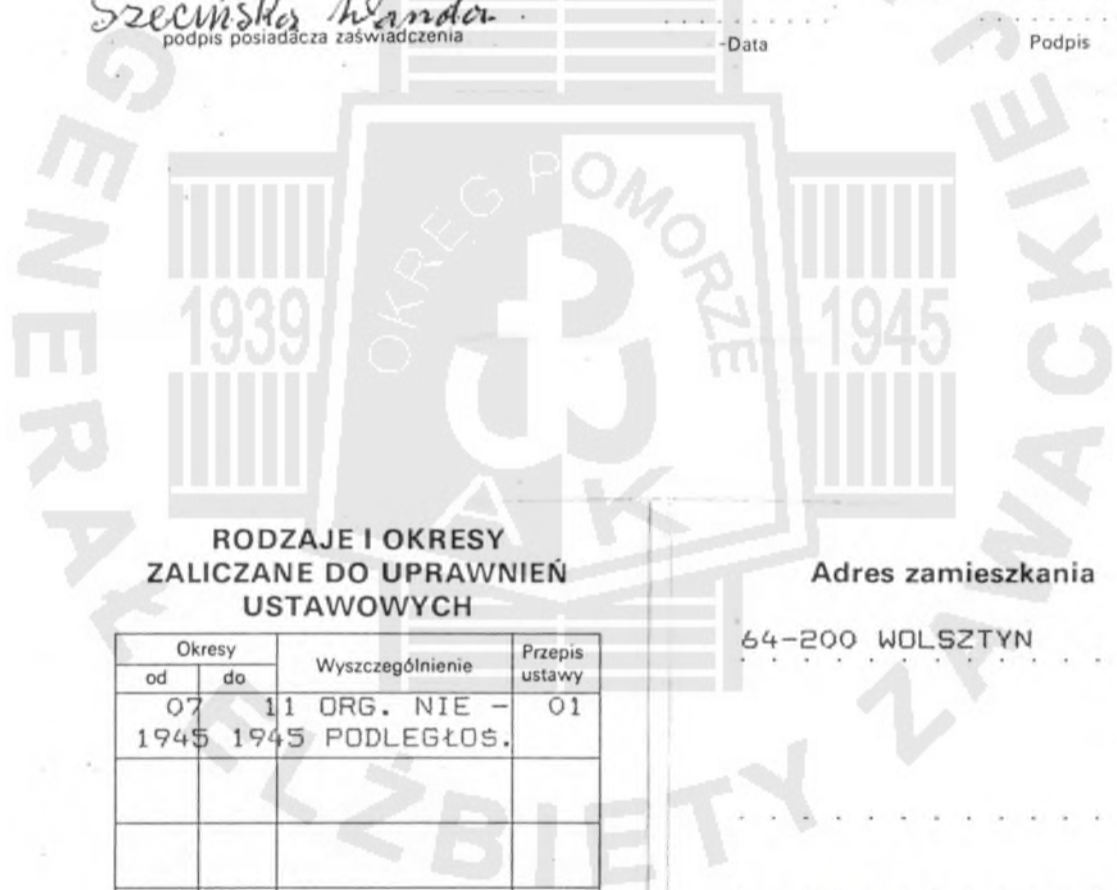 Szecińska Wanda
podpis posiadacza zaświadczenia
-Data
Podpis
GENERAŁ ELŻBIETY ZAWACKIEJ
OKRĘG POMORZE
1939
1945
AK
RODZAJE I OKRESY
ZALICZANE DO UPRAWNIEŃ
USTAWOWYCH
Okresy
od do
Wyszczególnienie
Przepis
ustawy
07 11 ORG. NIE - 01
1945 1945 PODLEGŁOŚ.
Adres zamieszkania
64-200 WOLSZTYN